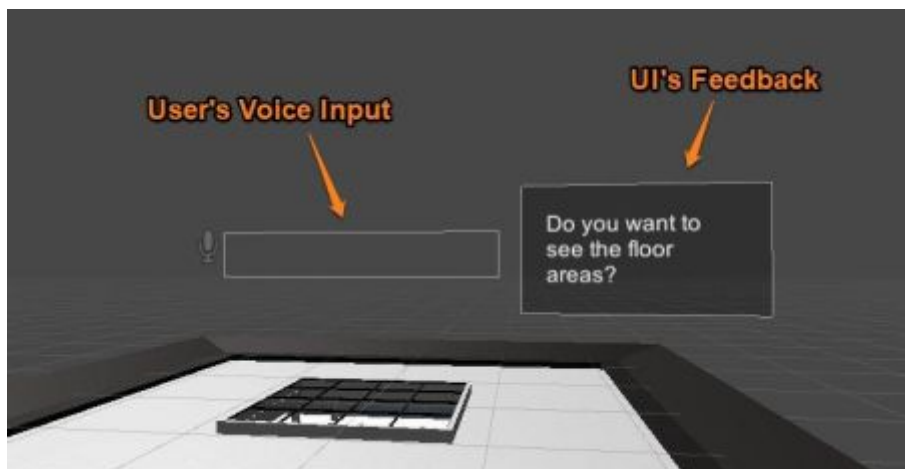 User's Voice Input
UI's Feedback
Do you want to
see the floor
areas?